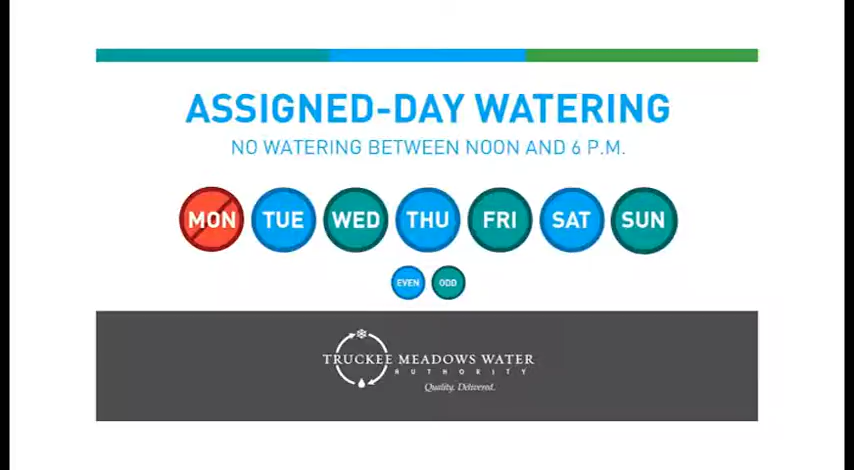 ASSIGNED-DAY WATERING
NO WATERING BETWEEN NOON AND 6 P.M.
MON TUE WED THU FRI SAT SUN
EVEN ODD
TRUCKEE MEADOWS WATER
AUTHORITY
Quality. Delivered.